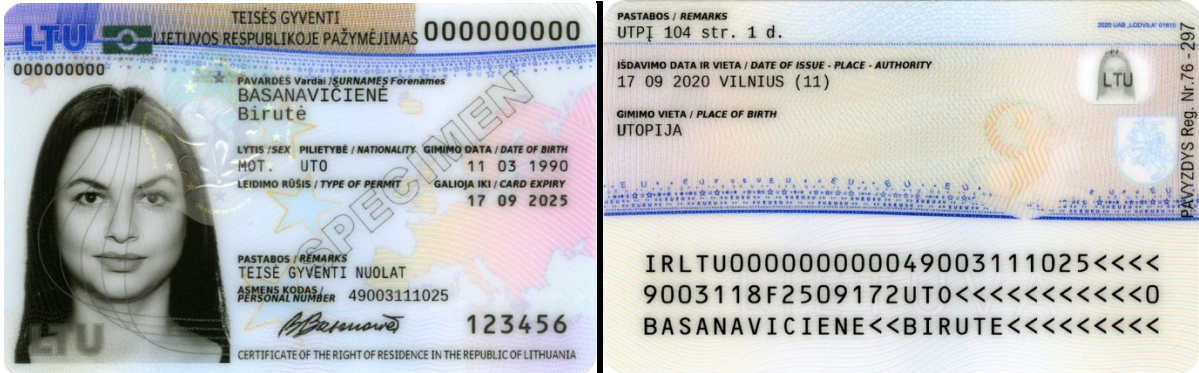 TEISĖS GYVENTI
LTU LIETUVOS RESPUBLIKOJE PAŽYMĖJIMAS 000000000
000000000
PAVARDĖS Vardai / SURNAMES Forenames
BASANAVIČIENĖ
Birutė
LYTIS / SEX PILIETYBĖ / NATIONALITY GIMIMO DATA / DATE OF BIRTH
MOT. UTO 11 03 1990
LEIDIMO RŪŠIS / TYPE OF PERMIT GALIOJA IKI / CARD EXPIRY
17 09 2025
SPECIMEN
PASTABOS / REMARKS
TEISĖ GYVENTI NUOLAT
ASMENS KODAS /
PERSONAL NUMBER 49003111025
123456
LTU
CERTIFICATE OF THE RIGHT OF RESIDENCE IN THE REPUBLIC OF LITHUANIA
PASTABOS / REMARKS
UTPĮ 104 str. 1 d.
2020 UAB „LODVILA“ 01610
IŠDAVIMO DATA IR VIETA / DATE OF ISSUE - PLACE - AUTHORITY
17 09 2020 VILNIUS (11)
LTU
GIMIMO VIETA / PLACE OF BIRTH
UTOPIJA
PAVYZDYS Reg. Nr.76 - 297
IRLTU000000000049003111025<<<<
9003118F2509172UTO<<<<<<<<<<<0
BASANAVICIENE<<BIRUTE<<<<<<<<<